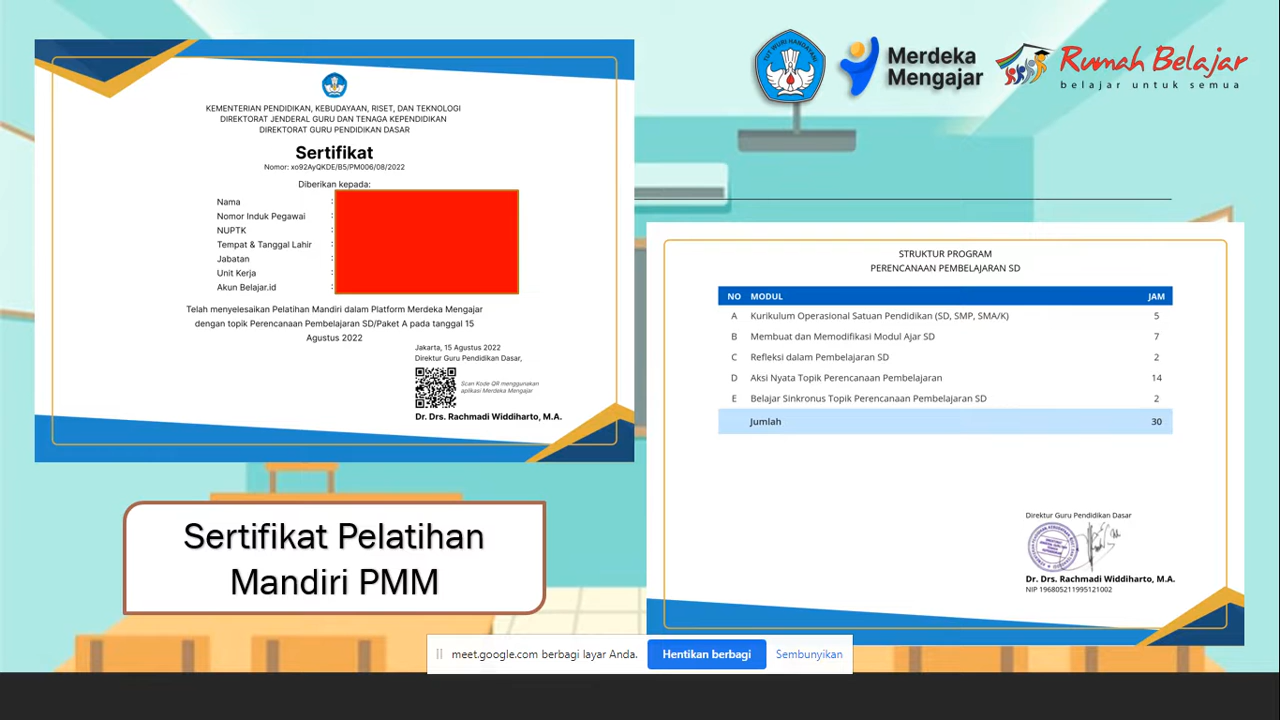 KEMENTERIAN PENDIDIKAN, KEBUDAYAAN, RISET, DAN TEKNOLOGI
DIREKTORAT JENDERAL GURU DAN TENAGA KEPENDIDIKAN
DIREKTORAT GURU PENDIDIKAN DASAR
Sertifikat
Nomor: xo92AyQKDE/B5/PM006/08/2022
Diberikan kepada:
Nama :
Nomor Induk Pegawai :
NUPTK :
Tempat & Tanggal Lahir :
Jabatan :
Unit Kerja :
Akun Belajar.id :
Telah menyelesaikan Pelatihan Mandiri dalam Platform Merdeka Mengajar
dengan topik Perencanaan Pembelajaran SD/Paket A pada tanggal 15
Agustus 2022
Jakarta, 15 Agustus 2022
Direktur Guru Pendidikan Dasar,
Scan Kode QR menggunakan
aplikasi Merdeka Mengajar
Dr. Drs. Rachmadi Widdiharto, M.A.
TUT WURI HANDAYANI
Merdeka
Mengajar
Rumah Belajar
belajar untuk semua
STRUKTUR PROGRAM
PERENCANAAN PEMBELAJARAN SD
NO MODUL JAM
A Kurikulum Operasional Satuan Pendidikan (SD, SMP, SMA/K) 5
B Membuat dan Memodifikasi Modul Ajar SD 7
C Refleksi dalam Pembelajaran SD 2
D Aksi Nyata Topik Perencanaan Pembelajaran 14
E Belajar Sinkronus Topik Perencanaan Pembelajaran SD 2
Jumlah 30
Direktur Guru Pendidikan Dasar
Dr. Drs. Rachmadi Widdiharto, M.A.
NIP 196805211995121002
Sertifikat Pelatihan
Mandiri PMM
meet.google.com berbagi layar Anda.
Hentikan berbagi
Sembunyikan